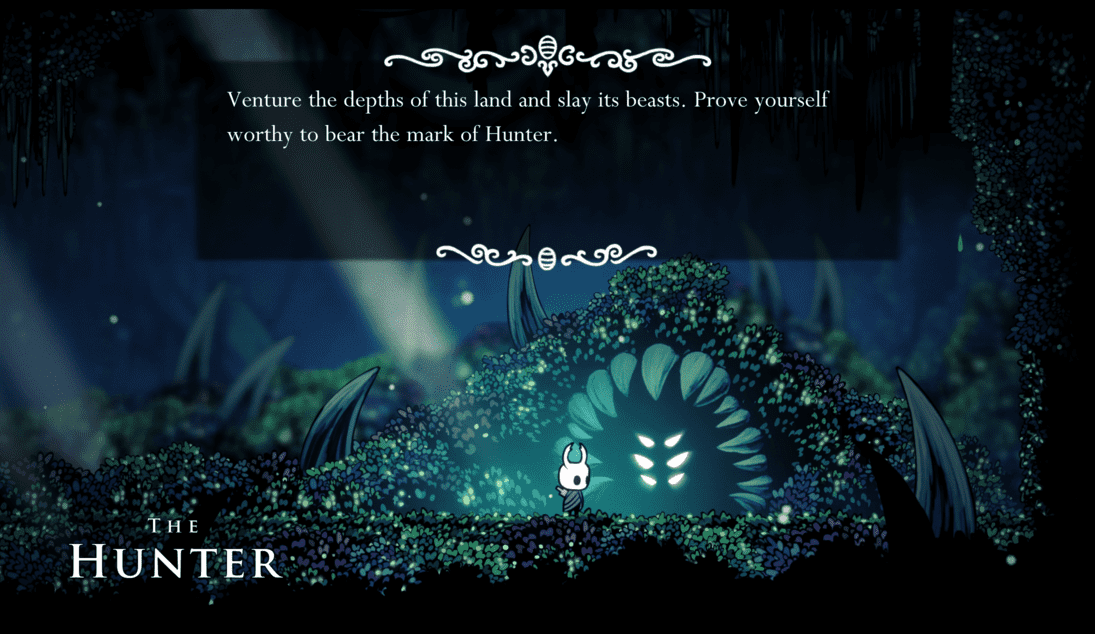 Venture the depths of this land and slay its beasts. Prove yourself
worthy to bear the mark of Hunter.
THE
HUNTER